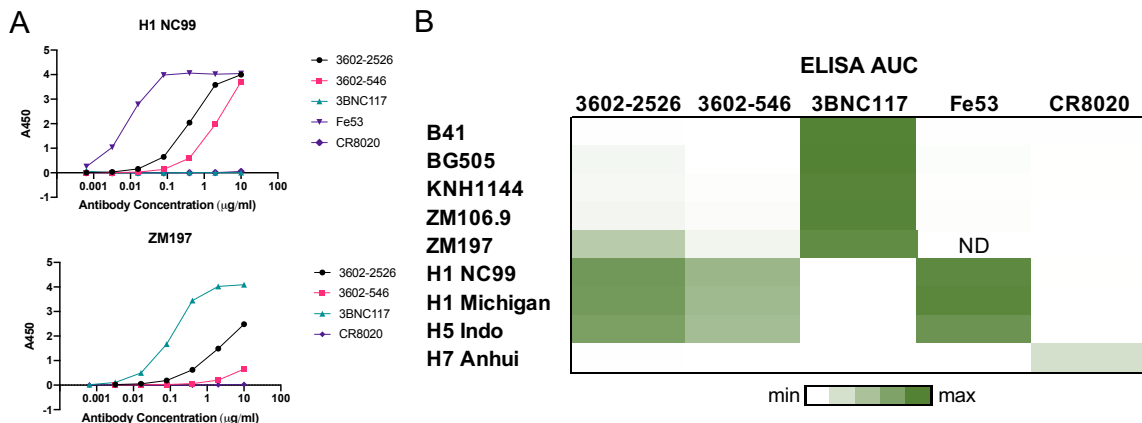 A
H1 NC99
5
4
3
2
1
0
-1
A450
0.001 0.01 0.1 1 10 100
Antibody Concentration (μg/ml)
3602-2526
3602-546
3BNC117
Fe53
CR8020
ZM197
5
4
3
2
1
0
-1
A450
0.001 0.01 0.1 1 10 100
Antibody Concentration (μg/ml)
3602-2526
3602-546
3BNC117
CR8020
B
ELISA AUC
3602-2526 3602-546 3BNC117 Fe53 CR8020
B41
BG505
KNH1144
ZM106.9
ZM197 ND
H1 NC99
H1 Michigan
H5 Indo
H7 Anhui
min max